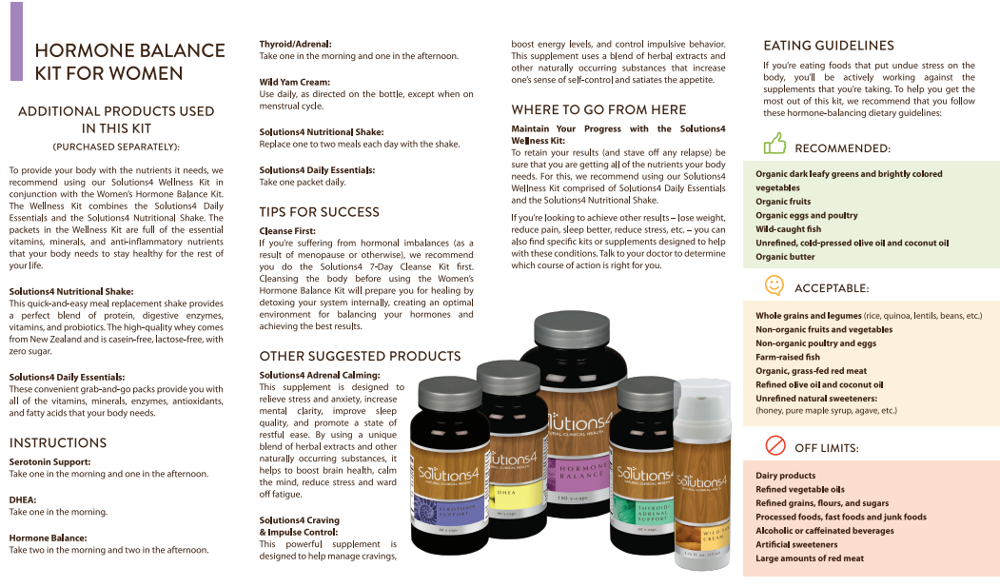 HORMONE BALANCE
KIT FOR WOMEN
ADDITIONAL PRODUCTS USED
IN THIS KIT
(PURCHASED SEPARATELY):
To provide your body with the nutrients it needs, we
recommend using our Solutions4 Wellness Kit in
conjunction with the Women's Hormone Balance Kit.
The Wellness Kit combines the Solutions4 Daily
Essentials and the Solutions4 Nutritional Shake. The
packets in the Wellness Kit are full of the essential
vitamins, minerals, and anti-inflammatory nutrients
that your body needs to stay healthy for the rest of
your life.
Solutions4 Nutritional Shake:
This quick-and-easy meal replacement shake provides
a perfect blend of protein, digestive enzymes,
vitamins, and probiotics. The high-quality whey comes
from New Zealand and is casein-free, lactose-free, with
zero sugar.
Solutions4 Daily Essentials:
These convenient grab-and-go packs provide you with
all of the vitamins, minerals, enzymes, antioxidants,
and fatty acids that your body needs.
INSTRUCTIONS
Serotonin Support:
Take one in the morning and one in the afternoon.
DHEA:
Take one in the morning.
Hormone Balance:
Take two in the morning and two in the afternoon.
Thyroid/Adrenal:
Take one in the morning and one in the afternoon.
Wild Yam Cream:
Use daily, as directed on the bottle, except when on
menstrual cycle.
Solutions4 Nutritional Shake:
Replace one to two meals each day with the shake.
Solutions4 Daily Essentials:
Take one packet daily.
TIPS FOR SUCCESS
Cleanse First:
If you're suffering from hormonal imbalances (as a
result of menopause or otherwise), we recommend
you do the Solutions4 7-Day Cleanse Kit first.
Cleansing the body before using the Women's
Hormone Balance Kit will prepare you for healing by
detoxing your system internally, creating an optimal
environment for balancing your hormones and
achieving the best results.
OTHER SUGGESTED PRODUCTS
Solutions4 Adrenal Calming:
This supplement is designed to
relieve stress and anxiety, increase
mental clarity, improve sleep
quality, and promote a state of
restful ease. By using a unique
blend of herbal extracts and other
naturally occurring substances, it
helps to boost brain health, calm
the mind, reduce stress and ward
off fatigue.
Solutions4 Craving
& Impulse Control:
This powerful supplement is
designed to help manage cravings,
boost energy levels, and control impulsive behavior.
This supplement uses a blend of herbal extracts and
other naturally occurring substances that increase
one's sense of self-control and satiates the appetite.
WHERE TO GO FROM HERE
Maintain Your Progress with the Solutions4
Wellness Kit:
To retain your results (and stave off any relapse) be
sure that you are getting all of the nutrients your body
needs. For this, we recommend using our Solutions4
Wellness Kit comprised of Solutions4 Daily Essentials
and the Solutions4 Nutritional Shake.
If you're looking to achieve other results – lose weight,
reduce pain, sleep better, reduce stress, etc. – you can
also find specific kits or supplements designed to help
with these conditions. Talk to your doctor to determine
which course of action is right for you.
Solutions4
NATURAL CLINICAL HEALTH
SEROTONIN
SUPPORT
Solutions4
DHEA
HORMONE
BALANCE
180 v-caps
THYROID/
ADRENAL
SUPPORT
Solutions4
WILD YAM
CREAM
EATING GUIDELINES
If you're eating foods that put undue stress on the
body, you'll be actively working against the
supplements that you're taking. To help you get the
most out of this kit, we recommend that you follow
these hormone-balancing dietary guidelines:
RECOMMENDED:
Organic dark leafy greens and brightly colored
vegetables
Organic fruits
Organic eggs and poultry
Wild-caught fish
Unrefined, cold-pressed olive oil and coconut oil
Organic butter
ACCEPTABLE:
Whole grains and legumes (rice, quinoa, lentils, beans, etc.)
Non-organic fruits and vegetables
Non-organic poultry and eggs
Farm-raised fish
Organic, grass-fed red meat
Refined olive oil and coconut oil
Unrefined natural sweeteners:
(honey, pure maple syrup, agave, etc.)
OFF LIMITS:
Dairy products
Refined vegetable oils
Refined grains, flours, and sugars
Processed foods, fast foods and junk foods
Alcoholic or caffeinated beverages
Artificial sweeteners
Large amounts of red meat